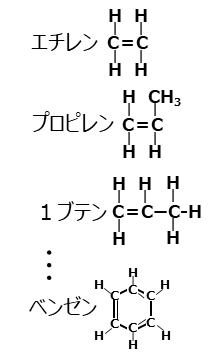 H H
エチレン C=C
H H
H CH₃
プロピレン C=C
H H
H H H
1ブテン C=C-C-H
H H
⋮
ベンゼン
H
H C H
C C
C C
H C H
H